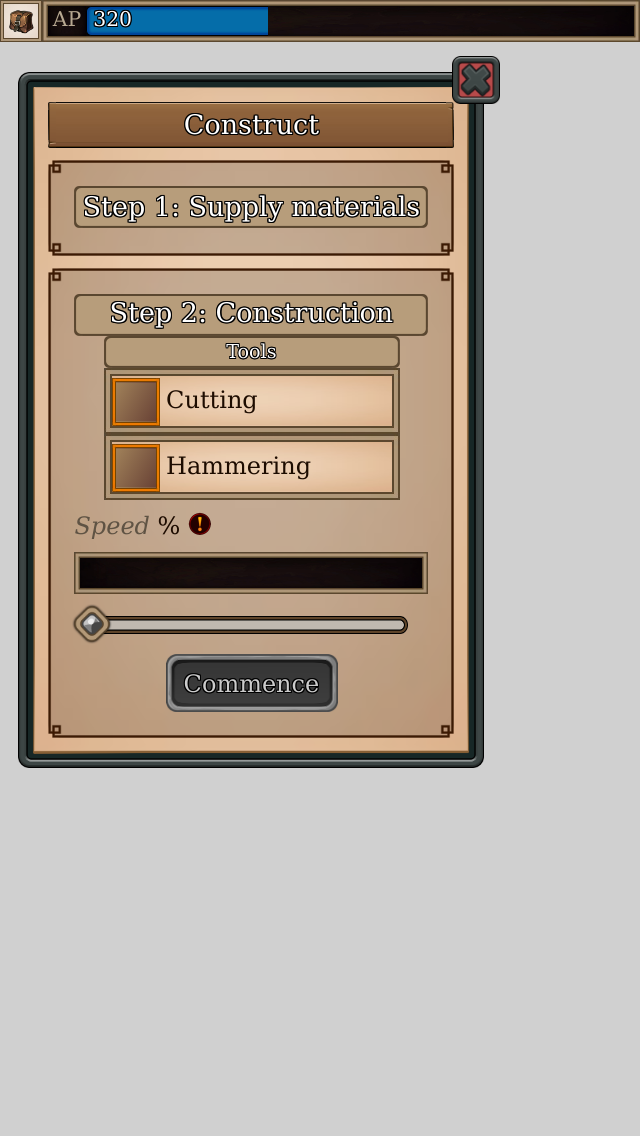 AP 320
Construct
Step 1: Supply materials
Step 2: Construction
Tools
Cutting
Hammering
Speed % !
Commence